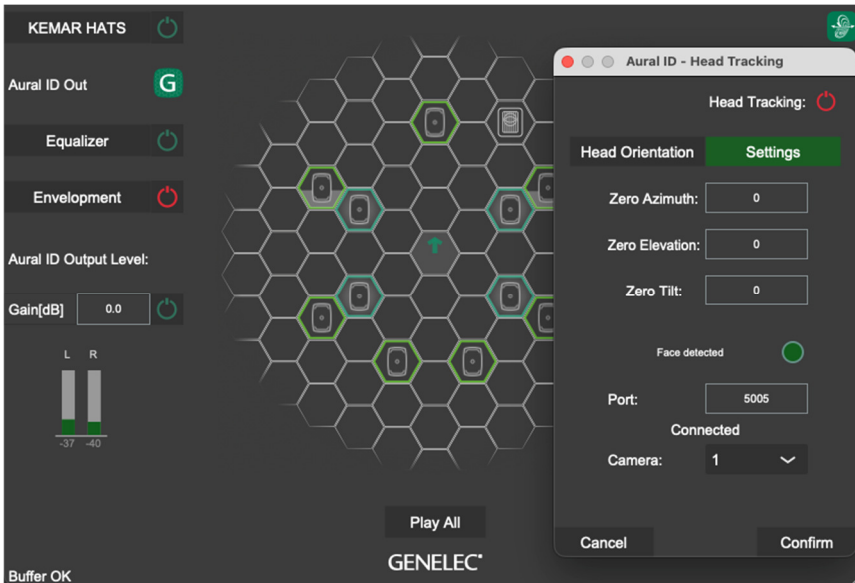 KEMAR HATS
Aural ID Out
G
Equalizer
Envelopment
Aural ID Output Level:
Gain[dB] 0.0
L R
-37 -40
Play All
GENELEC
Buffer OK
Aural ID - Head Tracking
Head Tracking:
Head Orientation Settings
Zero Azimuth: 0
Zero Elevation: 0
Zero Tilt: 0
Face detected
Port: 5005
Connected
Camera: 1
Cancel Confirm